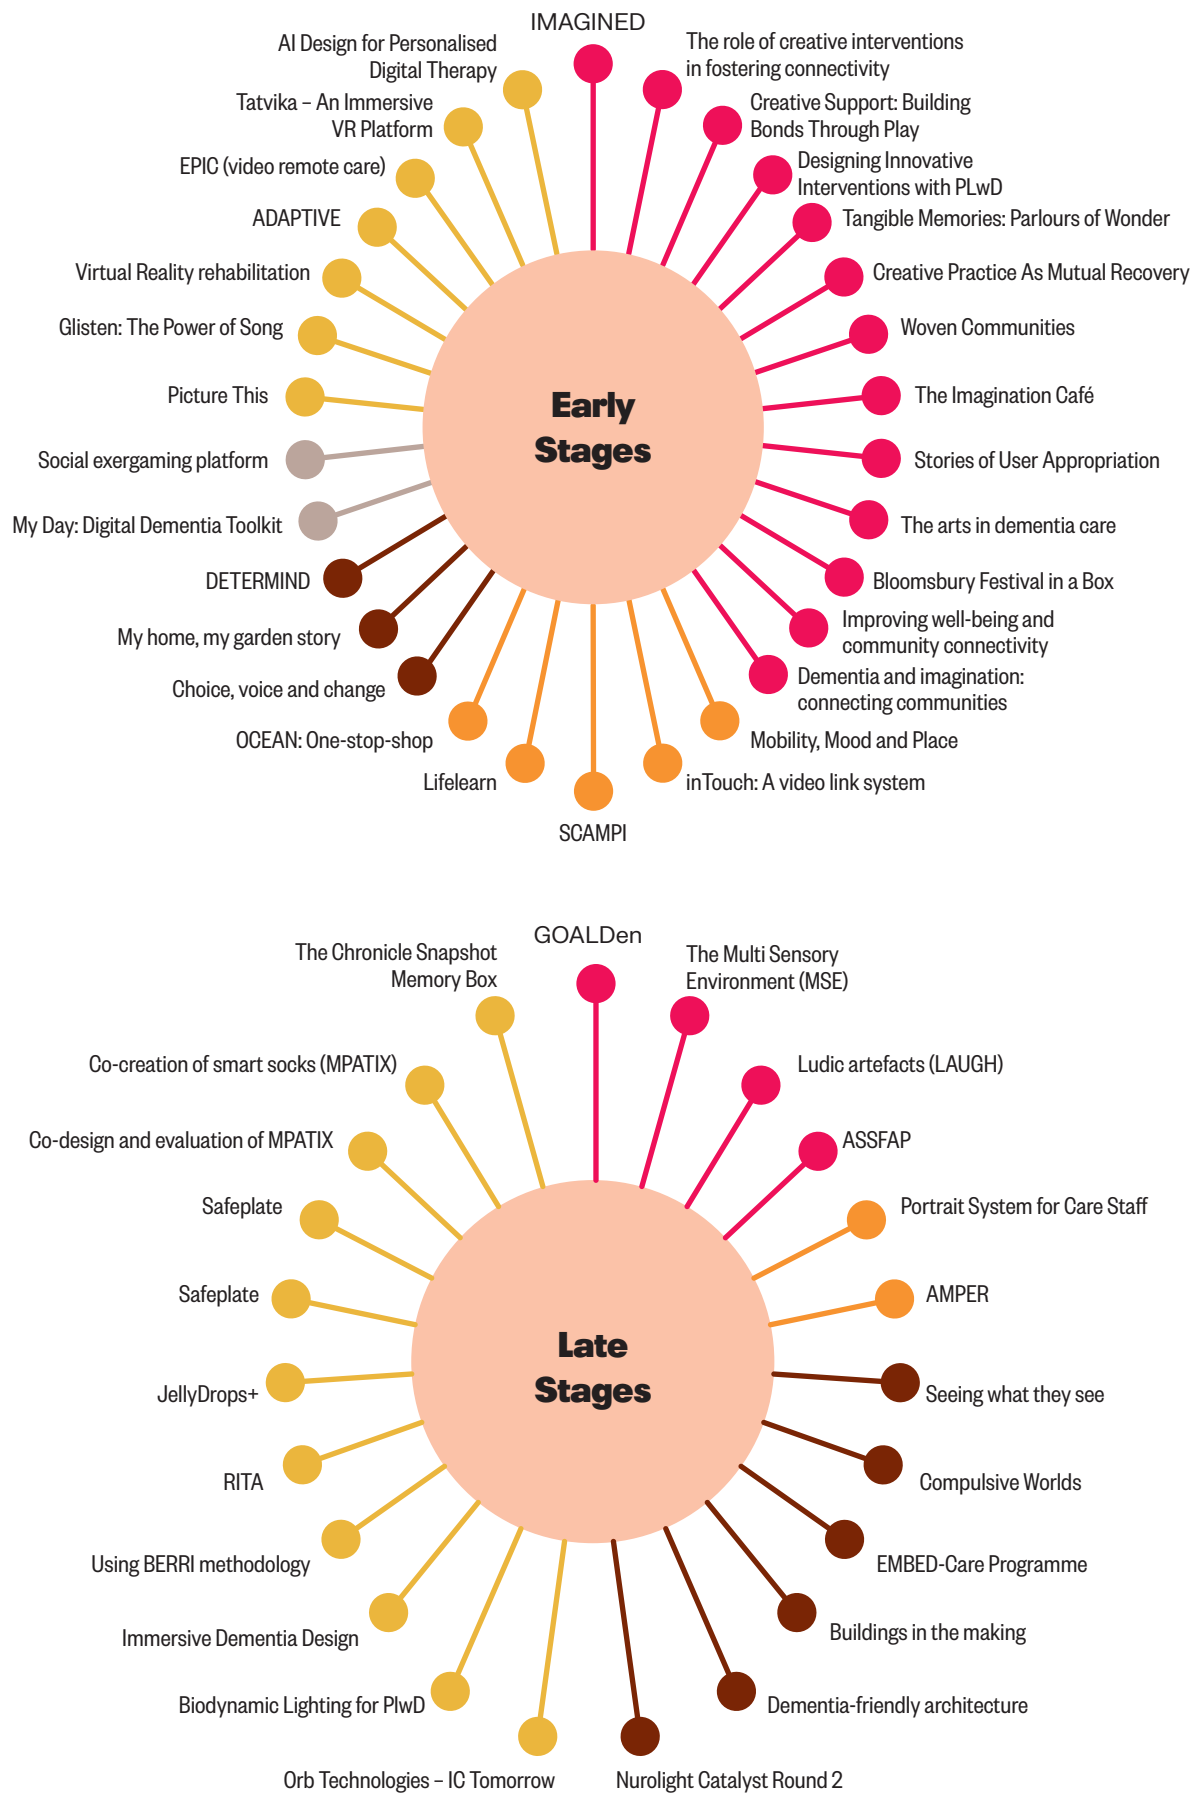 IMAGINED
AI Design for Personalised
Digital Therapy
The role of creative interventions
in fostering connectivity
Tatvika – An Immersive
VR Platform
Creative Support: Building
Bonds Through Play
EPIC (video remote care)
Designing Innovative
Interventions with PLwD
ADAPTIVE
Tangible Memories: Parlours of Wonder
Virtual Reality rehabilitation
Creative Practice As Mutual Recovery
Glisten: The Power of Song
Woven Communities
Picture This
The Imagination Café
Early
Stages
Social exergaming platform
Stories of User Appropriation
My Day: Digital Dementia Toolkit
The arts in dementia care
DETERMIND
Bloomsbury Festival in a Box
My home, my garden story
Improving well-being and
community connectivity
Choice, voice and change
Dementia and imagination:
connecting communities
OCEAN: One-stop-shop
Mobility, Mood and Place
Lifelearn
inTouch: A video link system
SCAMPI
GOALDen
The Chronicle Snapshot
Memory Box
The Multi Sensory
Environment (MSE)
Co-creation of smart socks (MPATIX)
Ludic artefacts (LAUGH)
Co-design and evaluation of MPATIX
ASSFAP
Safeplate
Portrait System for Care Staff
Safeplate
AMPER
Late
Stages
JellyDrops+
Seeing what they see
RITA
Compulsive Worlds
Using BERRI methodology
EMBED-Care Programme
Immersive Dementia Design
Buildings in the making
Biodynamic Lighting for PlwD
Dementia-friendly architecture
Orb Technologies – IC Tomorrow
Nurolight Catalyst Round 2